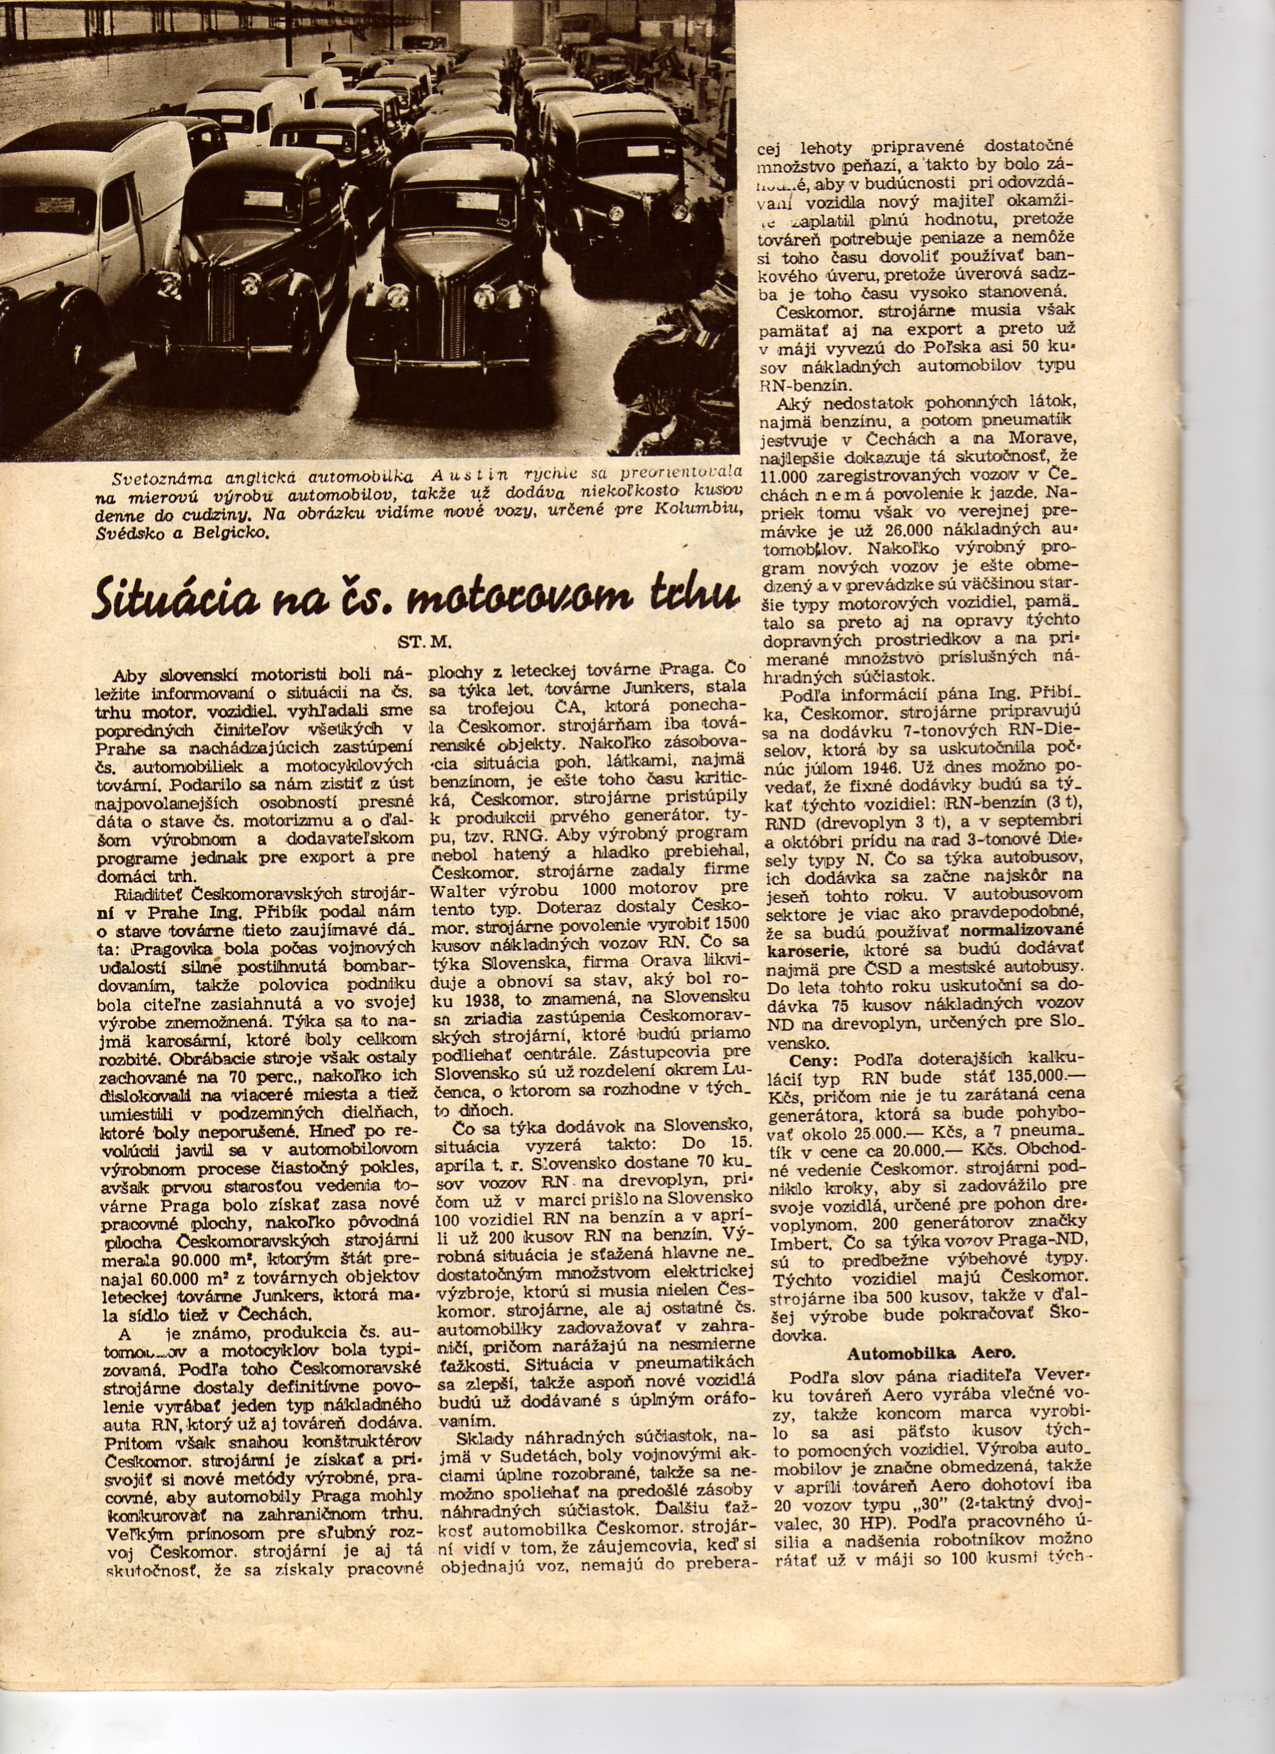 Svetoznáma anglická automobilka Austin rýchle sa preorientovala
na mierovú výrobu automobilov, takže už dodáva niekoľkosto kusov
denne do cudziny. Na obrázku vidíme nové vozy, určené pre Kolumbiu,
Švédsko a Belgicko.
Situácia na čs. motorovom trhu
ST. M.
Aby slovenskí motoristi boli ná-
ležite informovaní o situácii na čs.
trhu motor. vozidiel. vyhľadali sme
popredných činiteľov všetkých v
Prahe sa nachádzajúcich zastúpení
čs. automobiliek a motocyklových
tovární. Podarilo sa nám zistiť z úst
najpovolanejších osobností presné
dáta o stave čs. motorizmu a o ďal-
šom výrobnom a dodavateľskom
programe jednak pre export a pre
domáci trh.
Riaditeľ Českomoravských strojár-
ní v Prahe Ing. Přibík podal nám
o stave továrne tieto zaujímavé dá-
ta: Pragovka bola počas vojnových
udalostí silne postihnutá bombar-
dovaním, takže polovica podniku
bola citeľne zasiahnutá a vo svojej
výrobe znemožnená. Týka sa to na-
jmä karosární, ktoré boly celkom
rozbité. Obrábacie stroje však ostaly
zachované na 70 perc., nakoľko ich
dislokovali na viaceré miesta a tiež
umiestili v podzemných dielňach,
ktoré boly neporušené. Hneď po re-
volúcii javil sa v automobilovom
výrobnom procese čiastočný pokles,
avšak prvou starosťou vedenia to-
várne Praga bolo získať zasa nové
pracovné plochy, nakoľko pôvodná
plocha Českomoravských strojární
merala 90.000 m², ktorým štát pre-
najal 60.000 m² z továrnych objektov
leteckej továrne Junkers, ktorá ma-
la sídlo tiež v Čechách.
A je známo, produkcia čs. au-
a motocyklov bola typi-
zovaná. Podľa toho Českomoravské
strojárne dostaly definitívne povo-
lenie vyrábať jeden typ nákladného
auta RN, ktorý už aj továreň dodáva.
Pritom však snahou konštruktérov
Českomor. strojární je získať a pri-
svojiť si nové metódy výrobné, pra-
covné, aby automobily Praga mohly
konkurovať na zahraničnom trhu.
Veľkým prínosom pre sľubný roz-
voj Českomor. strojární je aj tá
skutočnosť, že sa získaly pracovné
plochy z leteckej továrne Praga. Čo
sa týka let. továrne Junkers, stala
sa trofejou ČA, ktorá ponecha-
la Českomor. strojárňam iba tová-
renské objekty. Nakoľko zásobova-
cia situácia poh. látkami, najmä
benzínom, je ešte toho času kritic-
ká, Českomor. strojárne pristúpily
k produkcii prvého generátor. ty-
pu, tzv. RNG. Aby výrobný program
nebol hatený a hladko prebiehal,
Českomor. strojárne zadaly firme
Walter výrobu 1000 motorov pre
tento typ. Doteraz dostaly Česko-
mor. strojárne povolenie vyrobiť 1500
kusov nákladných vozov RN. Čo sa
týka Slovenska, firma Orava likvi-
duje a obnoví sa stav, aký bol ro-
ku 1938, to znamená, na Slovensku
sa zriadia zastúpenia Českomorav-
ských strojární, ktoré budú priamo
podliehať centrále. Zástupcovia pre
Slovensko sú už rozdelení okrem Lu-
čenca, o ktorom sa rozhodne v tých-
to dňoch.
Čo sa týka dodávok na Slovensko,
situácia vyzerá takto: Do 15.
apríla t. r. Slovensko dostane 70 ku-
sov vozov RN na drevoplyn, pri-
čom už v marci prišlo na Slovensko
100 vozidiel RN na benzín a v aprí-
li už 200 kusov RN na benzín. Vý-
robná situácia je sťažená hlavne ne-
dostatočným množstvom elektrickej
výzbroje, ktorú si musia nielen Čes-
komor. strojárne, ale aj ostatné čs.
automobilky zadovažovať v zahra-
ničí, pričom narážajú na nesmierne
ťažkosti. Situácia v pneumatikách
sa zlepší, takže aspoň nové vozidlá
budú už dodávané s úplným oráfo-
vaním.
Sklady náhradných súčiastok, na-
jmä v Sudetách, boly vojnovými ak-
ciami úplne rozobrané, takže sa ne-
možno spoliehať na predošlé zásoby
náhradných súčiastok. Ďalšiu ťaž-
kosť automobilka Českomor. strojár-
ní vidí v tom, že záujemcovia, keď si
objednajú voz, nemajú do prebera-
cej lehoty pripravené dostatočné
množstvo peňazí, a takto by bolo zá-
aby v budúcnosti pri odovzdá-
vaní vozidla nový majiteľ okamži-
te zaplatil plnú hodnotu, pretože
továreň potrebuje peniaze a nemôže
si toho času dovoliť používať ban-
kového úveru, pretože úverová sadz-
ba je toho času vysoko stanovená.
Českomor. strojárne musia však
pamätať aj na export a preto už
v máji vyvezú do Poľska asi 50 ku-
sov nákladných automobilov typu
RN-benzín.
Aký nedostatok pohonných látok,
najmä benzínu, a potom pneumatík
jestvuje v Čechách a na Morave,
najlepšie dokazuje tá skutočnosť, že
11.000 zaregistrovaných vozov v Če-
chách nemá povolenie k jazde. Na-
priek tomu však vo verejnej pre-
mávke je už 26.000 nákladných au-
tomobilov. Nakoľko výrobný pro-
gram nových vozov je ešte obme-
dzený a v prevádzke sú väčšinou star-
šie typy motorových vozidiel, pamä-
talo sa preto aj na opravy týchto
dopravných prostriedkov a na pri-
merané množstvo príslušných ná-
hradných súčiastok.
Podľa informácií pána Ing. Přibí-
ka, Českomor. strojárne pripravujú
sa na dodávku 7-tonových RN-Die-
selov, ktorá by sa uskutočnila poč-
núc júlom 1946. Už dnes možno po-
vedať, že fixné dodávky budú sa tý-
kať týchto vozidiel: RN-benzín (3 t),
RND (drevoplyn 3 t), a v septembri
a októbri prídu na rad 3-tonové Die-
sely typy N. Čo sa týka autobusov,
ich dodávka sa začne najskôr na
jeseň tohto roku. V autobusovom
sektore je viac ako pravdepodobné,
že sa budú používať normalizované
karoserie, ktoré sa budú dodávať
najmä pre ČSD a mestské autobusy.
Do leta tohto roku uskutoční sa do-
dávka 75 kusov nákladných vozov
ND na drevoplyn, určených pre Slo-
vensko.
Ceny: Podľa doterajších kalku-
lácií typ RN bude stáť 135.000.—
Kčs, pričom nie je tu zarátaná cena
generátora, ktorá sa bude pohybo-
vať okolo 25.000.— Kčs, a 7 pneuma-
tík v cene ca 20.000.— Kčs. Obchod-
né vedenie Českomor. strojární pod-
niklo kroky, aby si zadovážilo pre
svoje vozidlá, určené pre pohon dre-
voplynom, 200 generátorov značky
Imbert. Čo sa týka vozov Praga-ND,
sú to predbežne výbehové typy.
Týchto vozidiel majú Českomor.
strojárne iba 500 kusov, takže v ďal-
šej výrobe bude pokračovať Ško-
dovka.
Automobilka Aero.
Podľa slov pána riaditeľa Vever-
ku továreň Aero vyrába vlečné vo-
zy, takže koncom marca vyrobi-
lo sa asi päťsto kusov tých-
to pomocných vozidiel. Výroba auto-
mobilov je značne obmedzená, takže
v apríli továreň Aero dohotoví iba
20 vozov typu „30" (2-taktný dvoj-
valec, 30 HP). Podľa pracovného ú-
silia a nadšenia robotníkov možno
rátať už v máji so 100 kusmi tých-